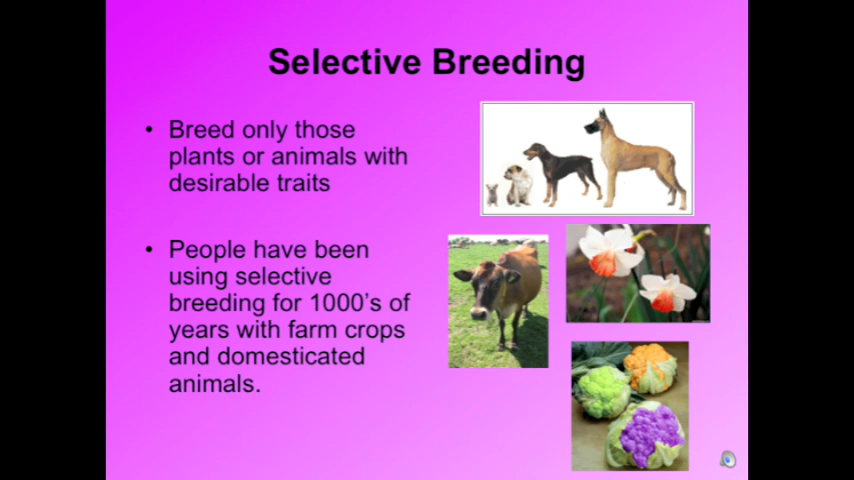 Selective Breeding
• Breed only those
plants or animals with
desirable traits
• People have been
using selective
breeding for 1000's of
years with farm crops
and domesticated
animals.